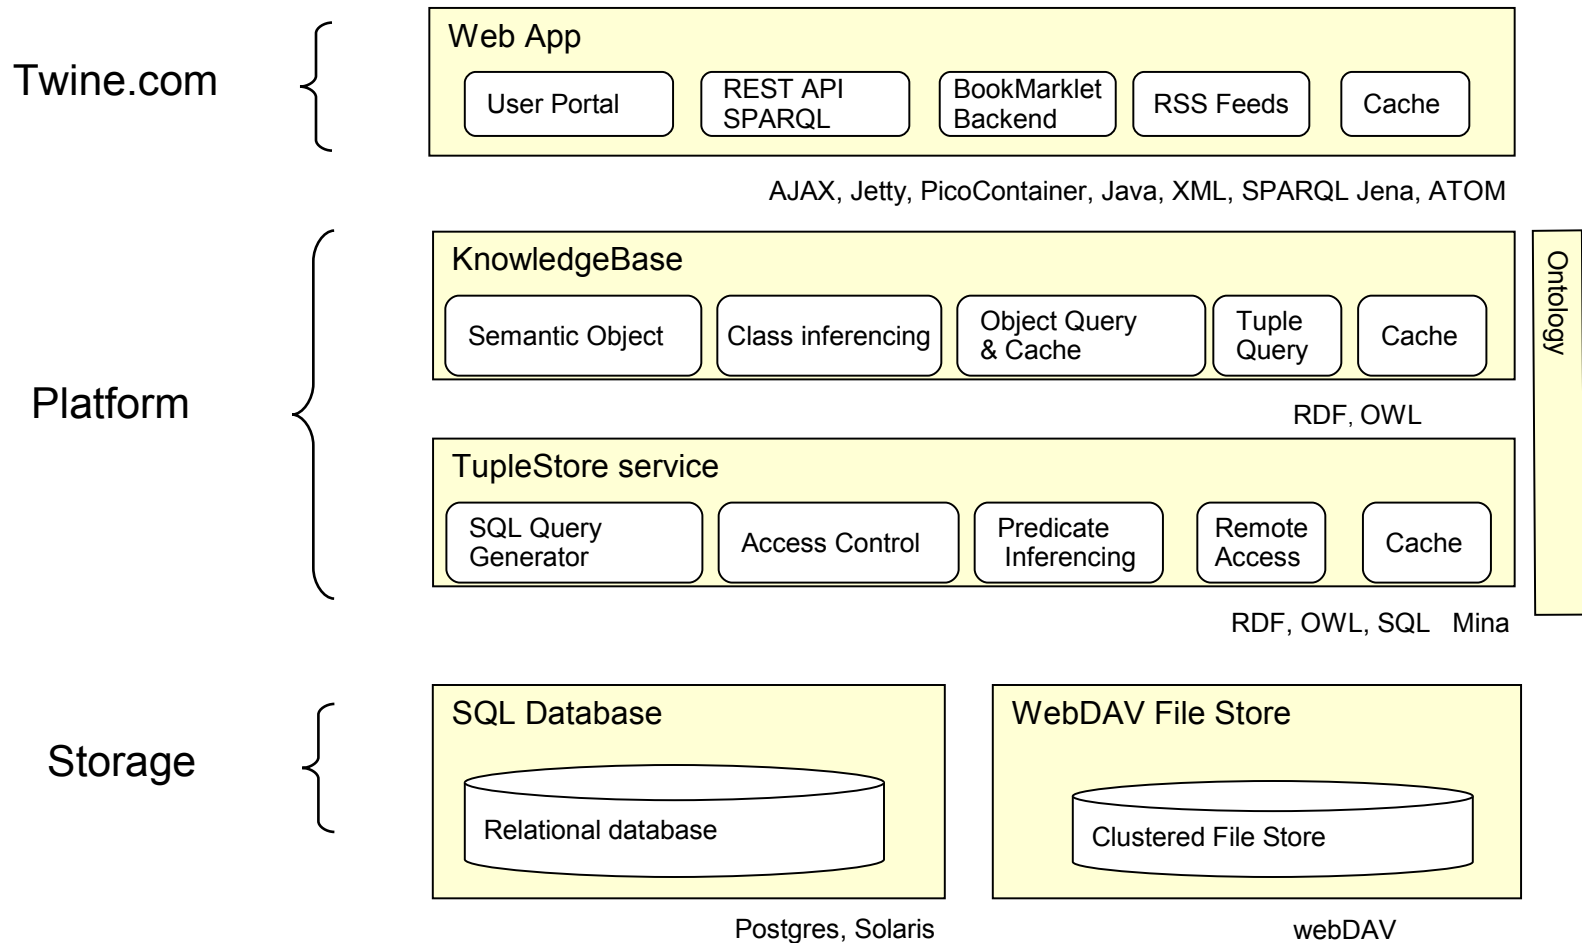 Twine.com
Web App
User Portal
REST API
SPARQL
BookMarklet
Backend
RSS Feeds
Cache
AJAX, Jetty, PicoContainer, Java, XML, SPARQL Jena, ATOM
Platform
KnowledgeBase
Semantic Object
Class inferencing
Object Query
& Cache
Tuple
Query
Cache
RDF, OWL
Ontology
TupleStore service
SQL Query
Generator
Access Control
Predicate
Inferencing
Remote
Access
Cache
RDF, OWL, SQL Mina
Storage
SQL Database
Relational database
Postgres, Solaris
WebDAV File Store
Clustered File Store
webDAV